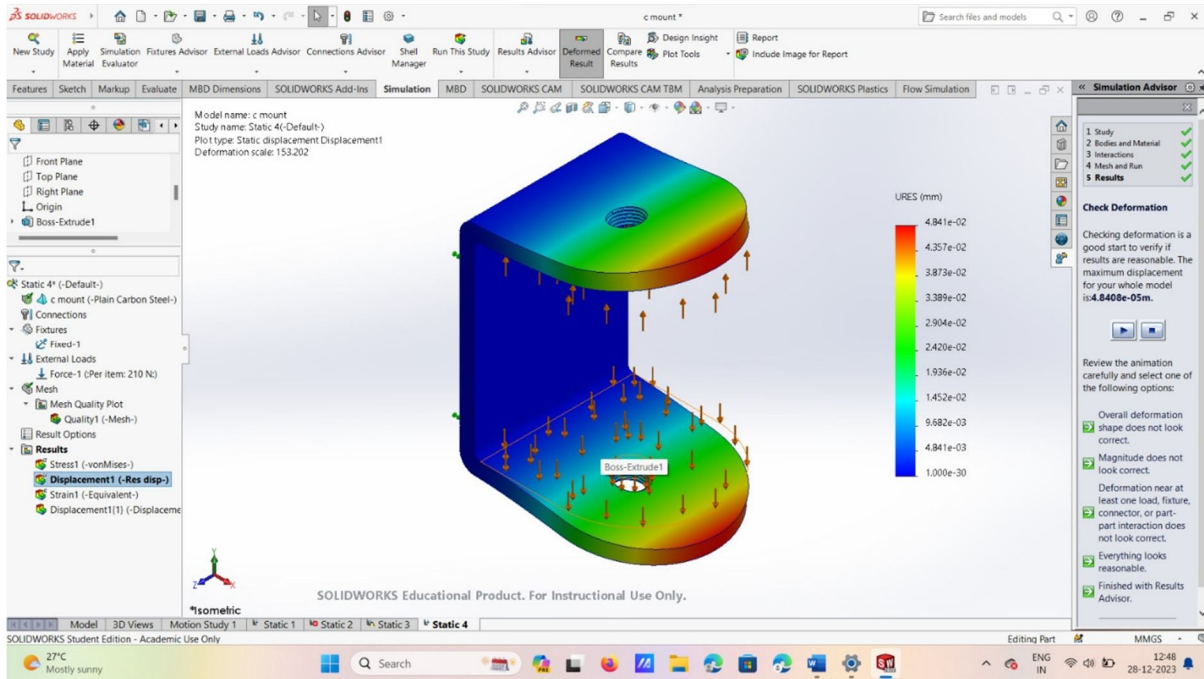 SOLIDWORKS
c mount *
Search files and models
New Study
Apply Material
Simulation Evaluator
Fixtures Advisor
External Loads Advisor
Connections Advisor
Shell Manager
Run This Study
Results Advisor
Deformed Result
Compare Results
Design Insight
Plot Tools
Report
Include Image for Report
Features
Sketch
Markup
Evaluate
MBD Dimensions
SOLIDWORKS Add-Ins
Simulation
MBD
SOLIDWORKS CAM
SOLIDWORKS CAM TBM
Analysis Preparation
SOLIDWORKS Plastics
Flow Simulation
Front Plane
Top Plane
Right Plane
Origin
Boss-Extrude1
Static 4* (-Default-)
c mount (-Plain Carbon Steel-)
Connections
Fixtures
Fixed-1
External Loads
Force-1 (:Per item: 210 N:)
Mesh
Mesh Quality Plot
Quality1 (-Mesh-)
Result Options
Results
Stress1 (-vonMises-)
Displacement1 (-Res disp-)
Strain1 (-Equivalent-)
Displacement1(1) (-Displaceme
Model name: c mount
Study name: Static 4(-Default-)
Plot type: Static displacement Displacement1
Deformation scale: 153.202
Boss-Extrude1
URES (mm)
4.841e-02
4.357e-02
3.873e-02
3.389e-02
2.904e-02
2.420e-02
1.936e-02
1.452e-02
9.682e-03
4.841e-03
1.000e-30
Y
Z
X
*Isometric
SOLIDWORKS Educational Product. For Instructional Use Only.
Simulation Advisor
1 Study
2 Bodies and Material
3 Interactions
4 Mesh and Run
5 Results
Check Deformation
Checking deformation is a
good start to verify if
results are reasonable. The
maximum displacement
for your whole model
is:4.8408e-05m.
Review the animation
carefully and select one of
the following options:
Overall deformation
shape does not look
correct.
Magnitude does not
look correct.
Deformation near at
least one load, fixture,
connector, or part-
part interaction does
not look correct.
Everything looks
reasonable.
Finished with Results
Advisor.
Model
3D Views
Motion Study 1
Static 1
Static 2
Static 3
Static 4
SOLIDWORKS Student Edition - Academic Use Only
Editing Part
MMGS
27°C
Mostly sunny
Search
ENG
IN
12:48
28-12-2023